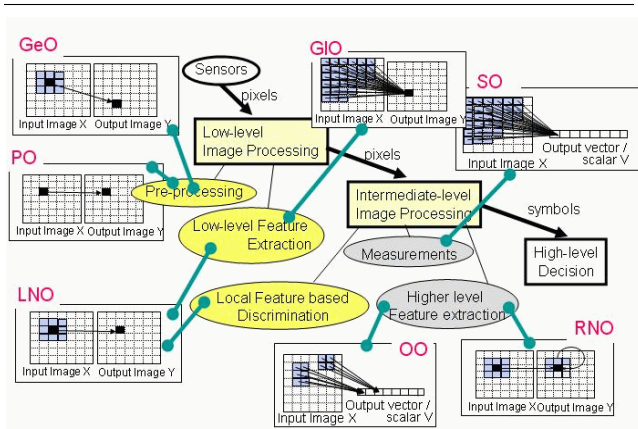 GeO
Input Image X Output Image Y
Sensors
pixels
GIO
Input Image X Output Image Y
SO
Input Image X
Output vector /
scalar V
Low-level
Image Processing
pixels
PO
Input Image X Output Image Y
Pre-processing
Low-level Feature
Extraction
Intermediate-level
Image Processing
symbols
Measurements
High-level
Decision
LNO
Input Image X Output Image Y
Local Feature based
Discrimination
Higher level
Feature extraction
OO
Input Image X
Output vector /
scalar V
RNO
Input Image X Output Image Y